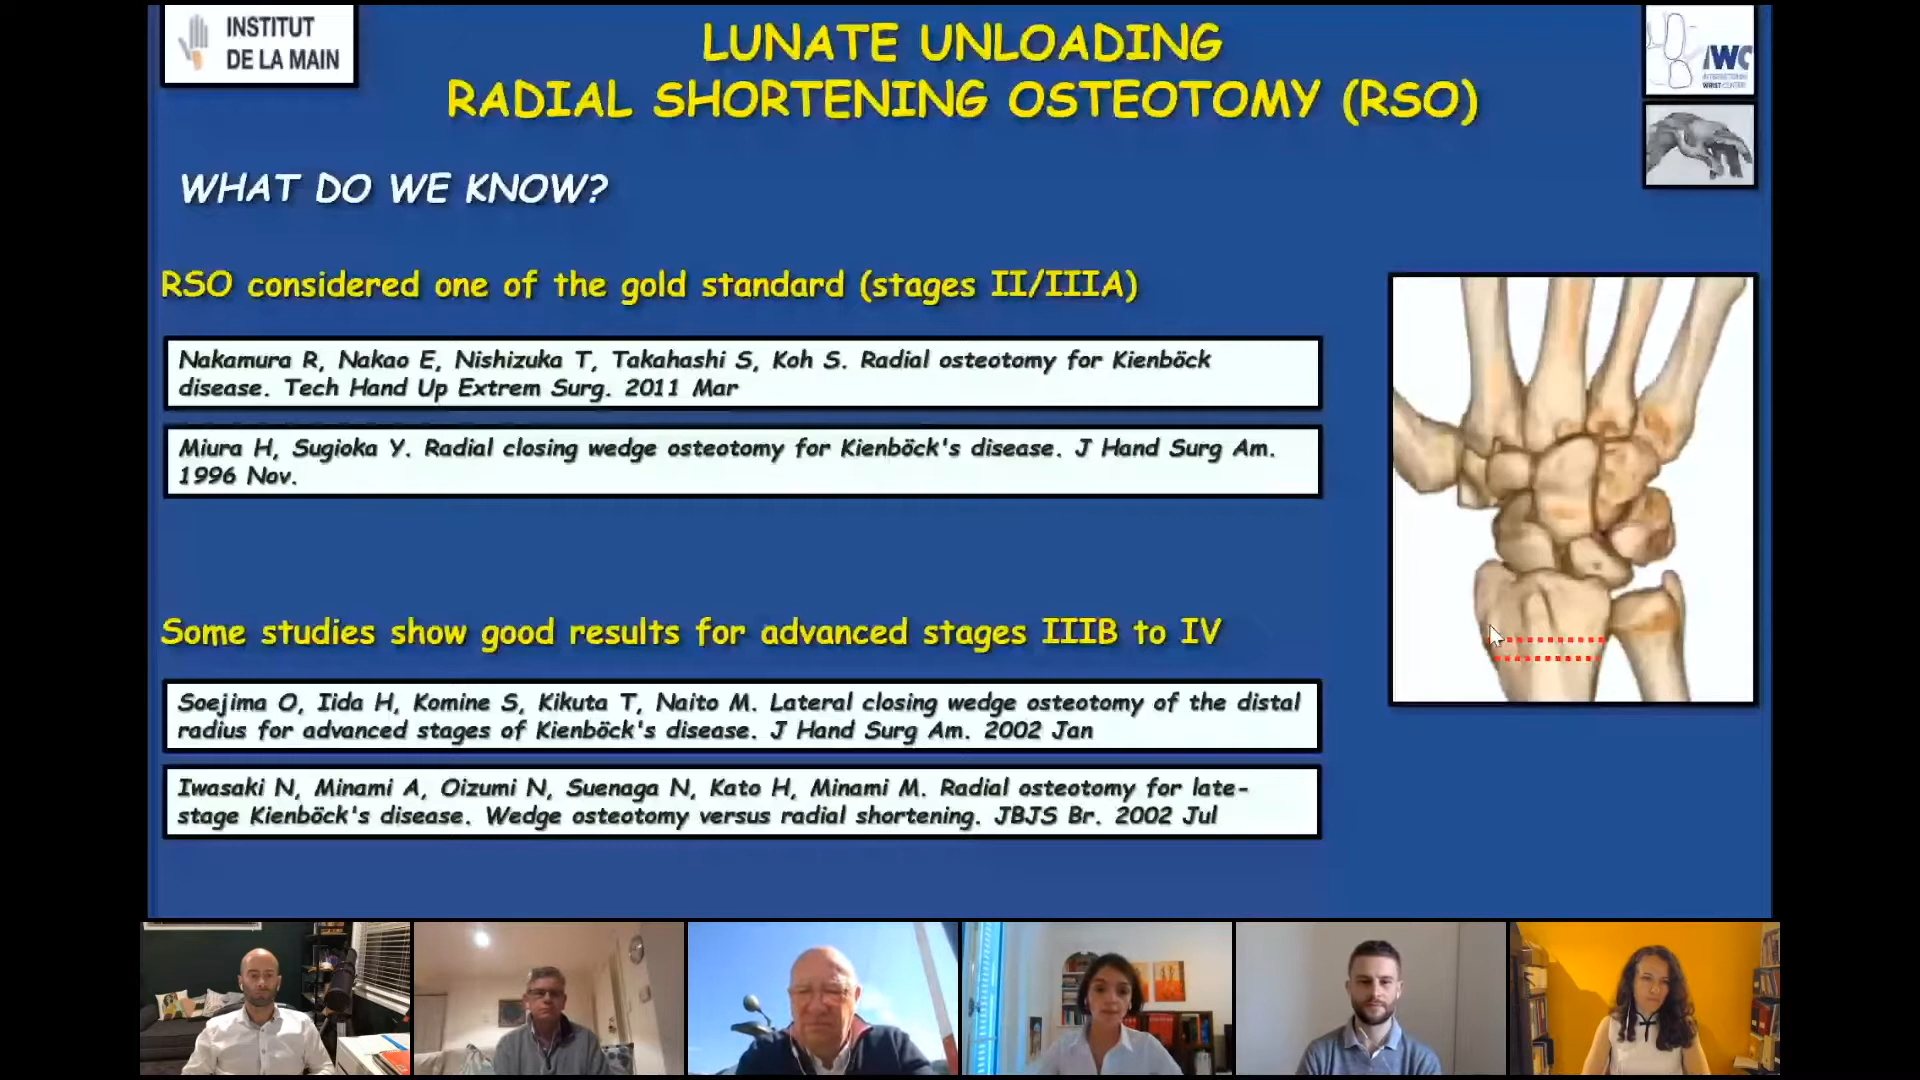 INSTITUT
DE LA MAIN
LUNATE UNLOADING
RADIAL SHORTENING OSTEOTOMY (RSO)
IWC
WRIST CENTER
WHAT DO WE KNOW?
RSO considered one of the gold standard (stages II/IIIA)
Nakamura R, Nakao E, Nishizuka T, Takahashi S, Koh S. Radial osteotomy for Kienböck
disease. Tech Hand Up Extrem Surg. 2011 Mar
Miura H, Sugioka Y. Radial closing wedge osteotomy for Kienböck's disease. J Hand Surg Am.
1996 Nov.
Some studies show good results for advanced stages IIIB to IV
Soejima O, Iida H, Komine S, Kikuta T, Naito M. Lateral closing wedge osteotomy of the distal
radius for advanced stages of Kienböck's disease. J Hand Surg Am. 2002 Jan
Iwasaki N, Minami A, Oizumi N, Suenaga N, Kato H, Minami M. Radial osteotomy for late-
stage Kienböck's disease. Wedge osteotomy versus radial shortening. JBJS Br. 2002 Jul